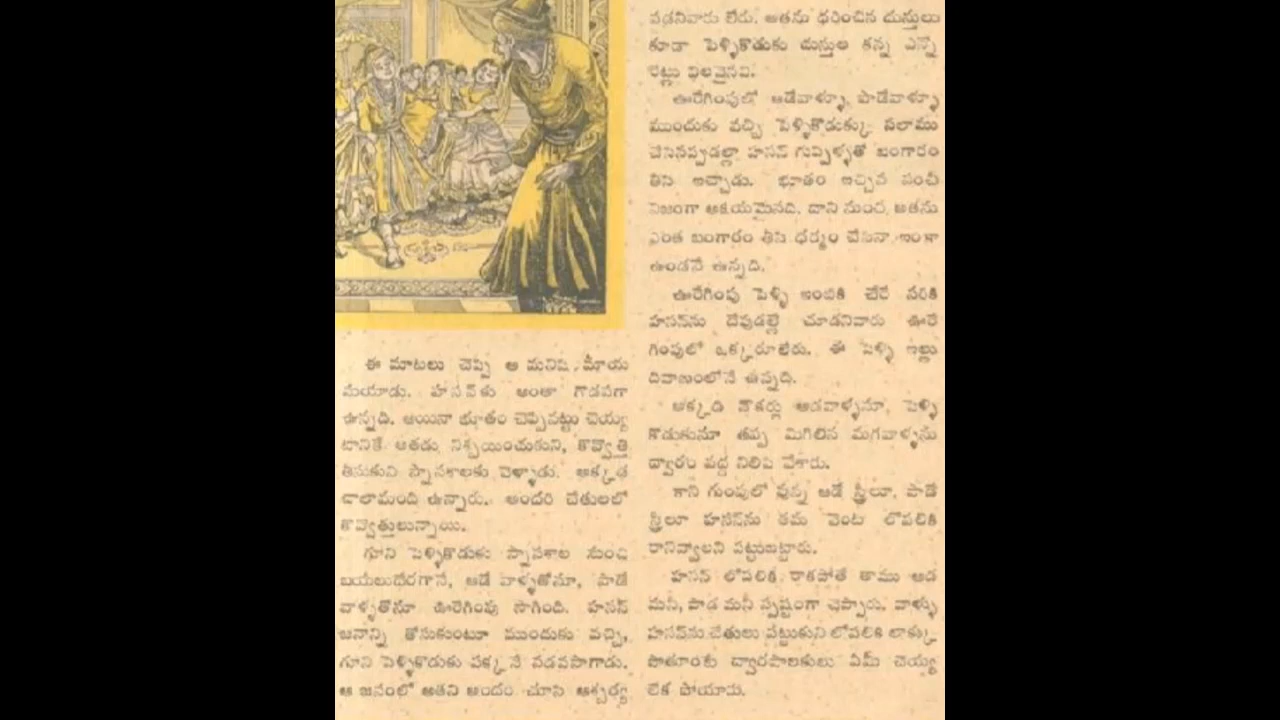 ఈ మాటలు చెప్పి ఆ మనిషి మాయ
మయాడు. హసన్‌కు అంతా గొడవగా
ఉన్నది. అయినా భూతం చెప్పినట్టు చెయ్య
టానికే అతడు నిశ్చయించుకుని, కొవ్వొత్తి
తీసుకుని స్నానశాలకు వెళ్ళాడు. అక్కడ
చాలామంది ఉన్నారు. అందరి చేతులలో
కొవ్వొత్తులున్నాయి.
గూని పెళ్ళికొడుకు స్నానశాల నుంచి
బయలుదేరగానే, ఆడే వాళ్ళతోనూ, పాడే
వాళ్ళతోనూ ఊరేగింపు సాగింది. హసన్
జనాన్ని తోసుకుంటూ ముందుకు వచ్చి,
గూని పెళ్ళికొడుకు పక్కనే నడవసాగాడు.
ఆ జనంలో అతని అందం చూసి ఆశ్చర్య
పడనివారు లేరు. అతను ధరించిన దుస్తులు
కూడా పెళ్ళికొడుకు దుస్తుల కన్న ఎన్నో
రెట్లు విలువైనవి.
ఊరేగింపులో ఆడేవాళ్ళూ, పాడేవాళ్ళూ
ముందుకు వచ్చి పెళ్ళికొడుక్కు సలాము
చేసినప్పుడల్లా హసన్ గుప్పిళ్ళతో బంగారం
తీసి ఇచ్చాడు. భూతం ఇచ్చిన సంచీ
నిజంగా అక్షయమైనది. దాని నుంచి అతను
ఎంత బంగారం తీసి ధర్మం చేసినా ఇంకా
ఉండనే ఉన్నది.
ఊరేగింపు పెళ్ళి ఇంటికి చేరే సరికి
హసన్‌ను దేవుడల్లే చూడనివారు ఊరే
గింపులో ఒక్కరూలేరు. ఈ పెళ్ళి ఇల్లు
దివాణంలోనే ఉన్నది.
అక్కడి నౌకర్లు ఆడవాళ్ళనూ, పెళ్ళి
కొడుకునూ తప్ప మిగిలిన మగవాళ్ళను
ద్వారం వద్ద నిలిపి వేశారు.
కాని గుంపులో వున్న ఆడే స్త్రీలూ, పాడే
స్త్రీలూ హసన్‌ను తమ వెంట లోపలికి
రానివ్వాలని పట్టుబట్టారు.
హసన్ లోపలికి రాకపోతే తాము ఆడ
మనీ, పాడ మనీ స్పష్టంగా చెప్పారు. వాళ్ళు
హసన్‌ను చేతులు పట్టుకుని లోపలికి లాక్కు
పోతూంటే ద్వారపాలకులు ఏమీ చెయ్య
లేక పోయారు.